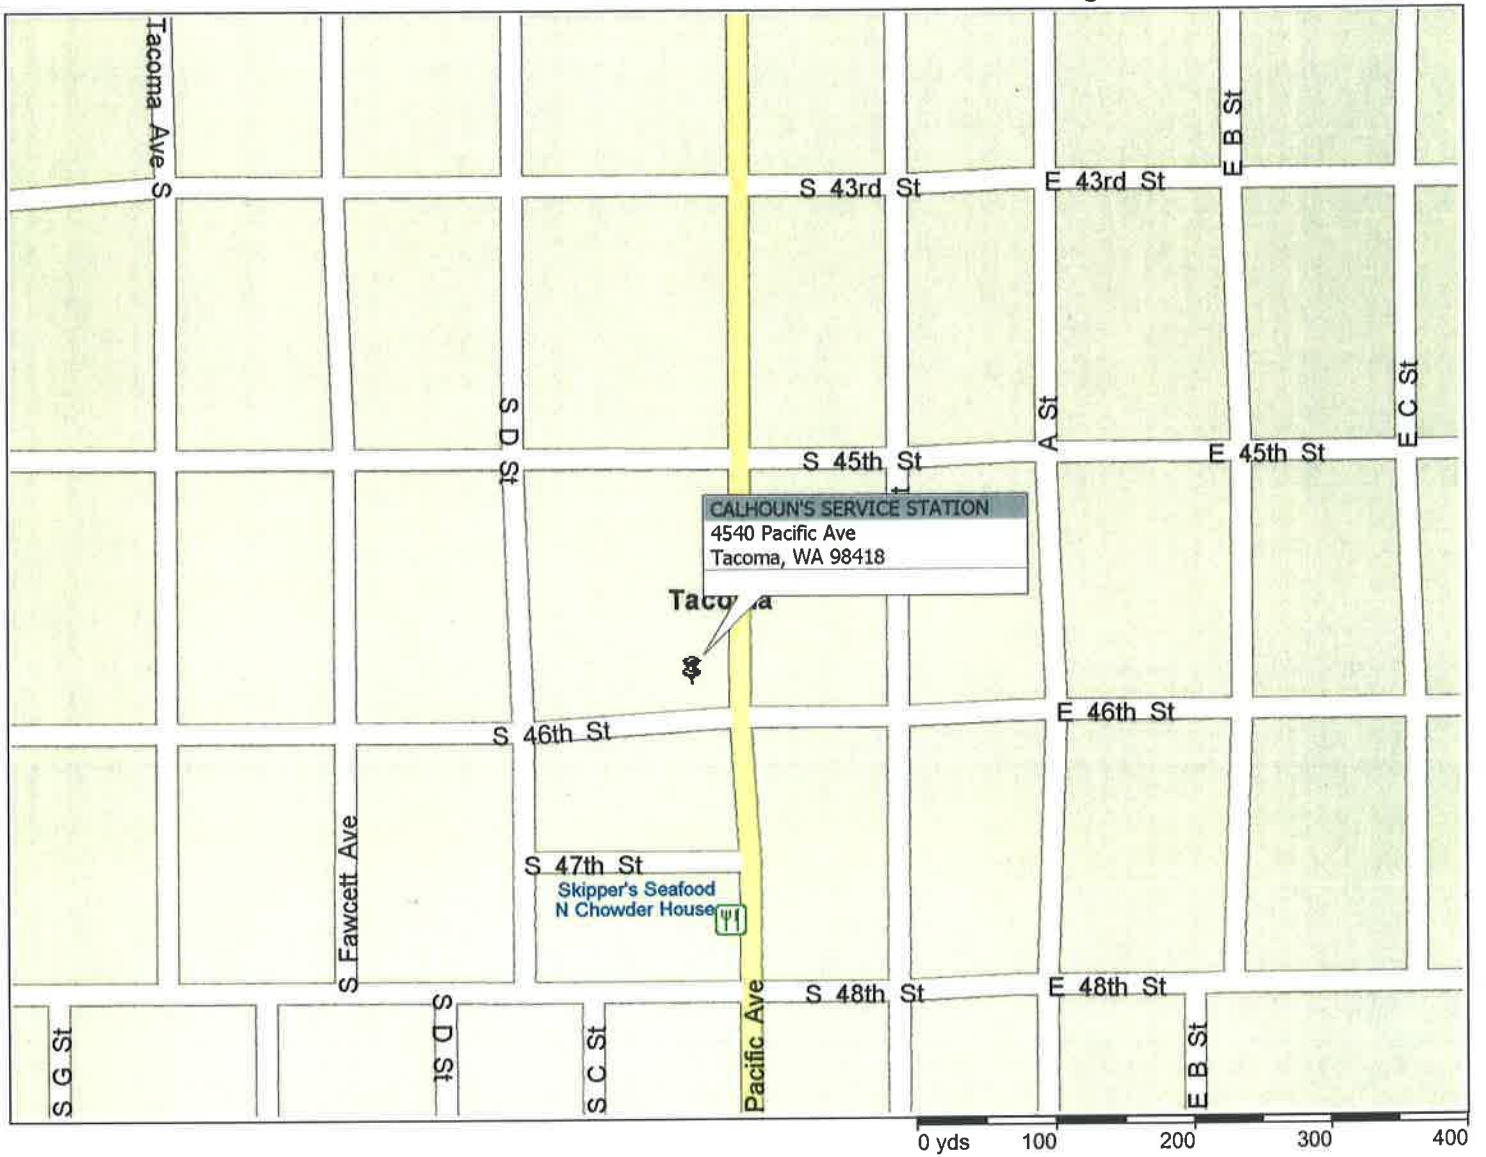 Tacoma Ave S
E B St
S 43rd St
E 43rd St
S D St
A St
E C St
S 45th St
E 45th St
CALHOUN'S SERVICE STATION
4540 Pacific Ave
Tacoma, WA 98418
S 46th St
E 46th St
S Fawcett Ave
S 47th St
Skipper's Seafood
N Chowder House
S 48th St
E 48th St
S G St
S D St
S C St
Pacific Ave
E B St
0 yds 100 200 300 400